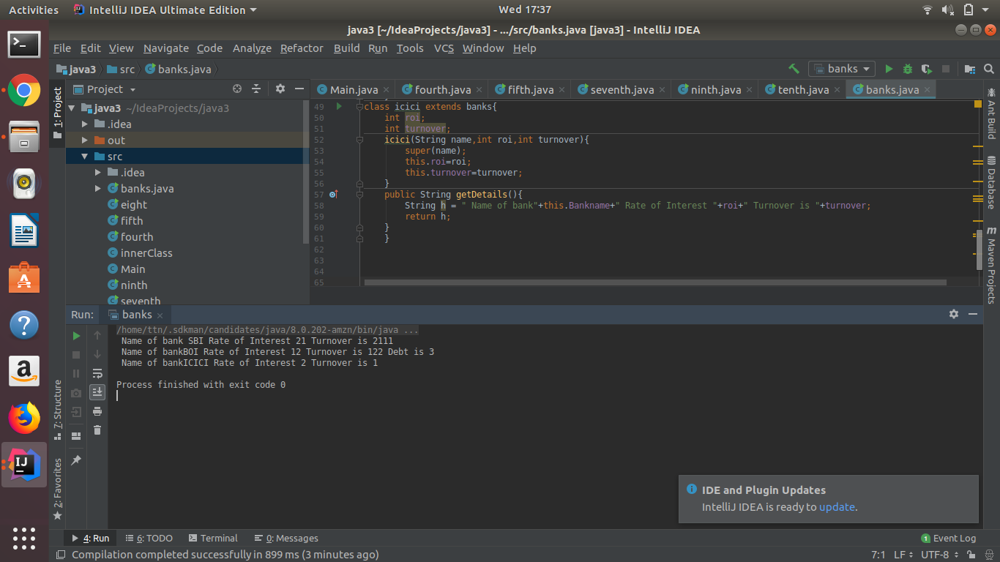 Activities IntelliJ IDEA Ultimate Edition Wed 17:37
java3 [~/IdeaProjects/java3] - .../src/banks.java [java3] - IntelliJ IDEA
File Edit View Navigate Code Analyze Refactor Build Run Tools VCS Window Help
java3 src banks.java banks
1: Project
Project
Main.java fourth.java fifth.java seventh.java ninth.java tenth.java banks.java
java3 ~/IdeaProjects/java3
.idea
out
src
.idea
banks.java
eight
fifth
fourth
innerClass
Main
ninth
seventh
49 class icici extends banks{
50 int roi;
51 int turnover;
52 icici(String name,int roi,int turnover){
53 super(name);
54 this.roi=roi;
55 this.turnover=turnover;
56 }
57 public String getDetails(){
58 String h = " Name of bank"+this.Bankname+" Rate of Interest "+roi+" Turnover is "+turnover;
59 return h;
60 }
61 }
62
63
64
65
Ant Build
Database
Maven Projects
Run: banks
/home/ttn/.sdkman/candidates/java/8.0.202-amzn/bin/java ...
Name of bank SBI Rate of Interest 21 Turnover is 2111
Name of bankBOI Rate of Interest 12 Turnover is 122 Debt is 3
Name of bankICICI Rate of Interest 2 Turnover is 1
Process finished with exit code 0
7: Structure
2: Favorites
IDE and Plugin Updates
IntelliJ IDEA is ready to update.
4: Run 6: TODO Terminal 0: Messages 1 Event Log
Compilation completed successfully in 899 ms (3 minutes ago) 7:1 LF UTF-8